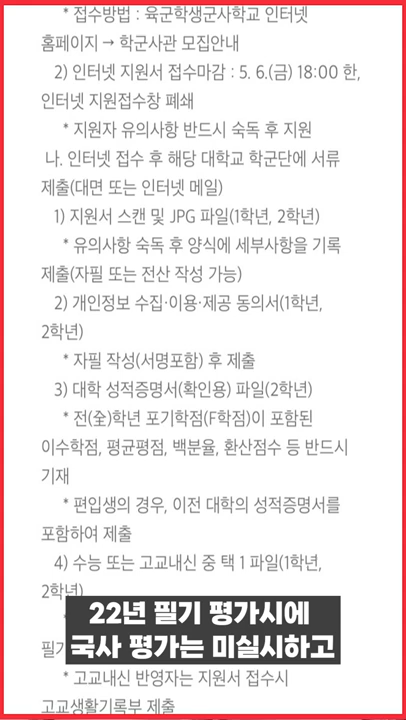 * 접수방법 : 육군학생군사학교 인터넷
홈페이지 → 학군사관 모집안내
2) 인터넷 지원서 접수마감 : 5. 6.(금) 18:00 한,
인터넷 지원접수창 폐쇄
* 지원자 유의사항 반드시 숙독 후 지원
나. 인터넷 접수 후 해당 대학교 학군단에 서류
제출(대면 또는 인터넷 메일)
1) 지원서 스캔 및 JPG 파일(1학년, 2학년)
* 유의사항 숙독 후 양식에 세부사항을 기록
제출(자필 또는 전산 작성 가능)
2) 개인정보 수집·이용·제공 동의서(1학년,
2학년)
* 자필 작성(서명포함) 후 제출
3) 대학 성적증명서(확인용) 파일(2학년)
* 전(全)학년 포기학점(F학점)이 포함된
이수학점, 평균평점, 백분율, 환산점수 등 반드시
기재
* 편입생의 경우, 이전 대학의 성적증명서를
포함하여 제출
4) 수능 또는 고교내신 중 택 1 파일(1학년,
2학년)
22년 필기 평가시에
국사 평가는 미실시하고
* 고교내신 반영자는 지원서 접수시
고교생활기록부 제출